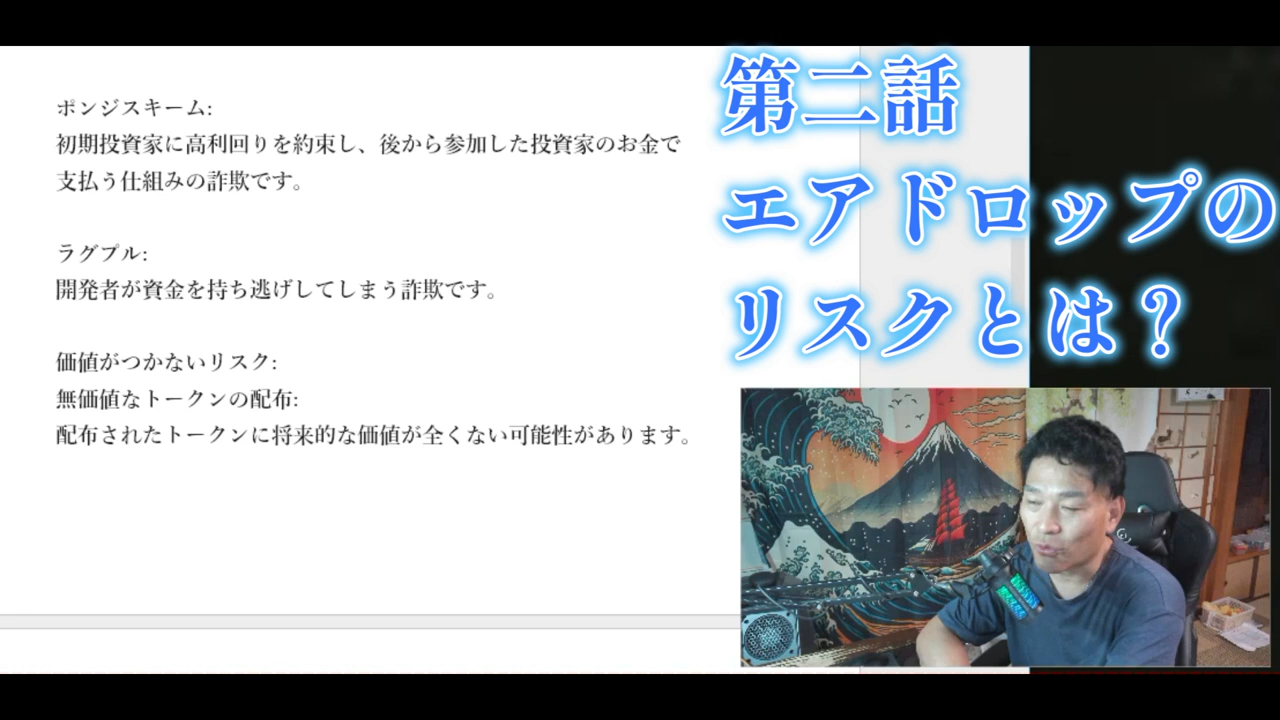 ポンジスキーム:
初期投資家に高利回りを約束し、後から参加した投資家のお金で
支払う仕組みの詐欺です。
ラグプル:
開発者が資金を持ち逃げしてしまう詐欺です。
価値がつかないリスク:
無価値なトークンの配布:
配布されたトークンに将来的な価値が全くない可能性があります。
第二話
エアドロップの
リスクとは？